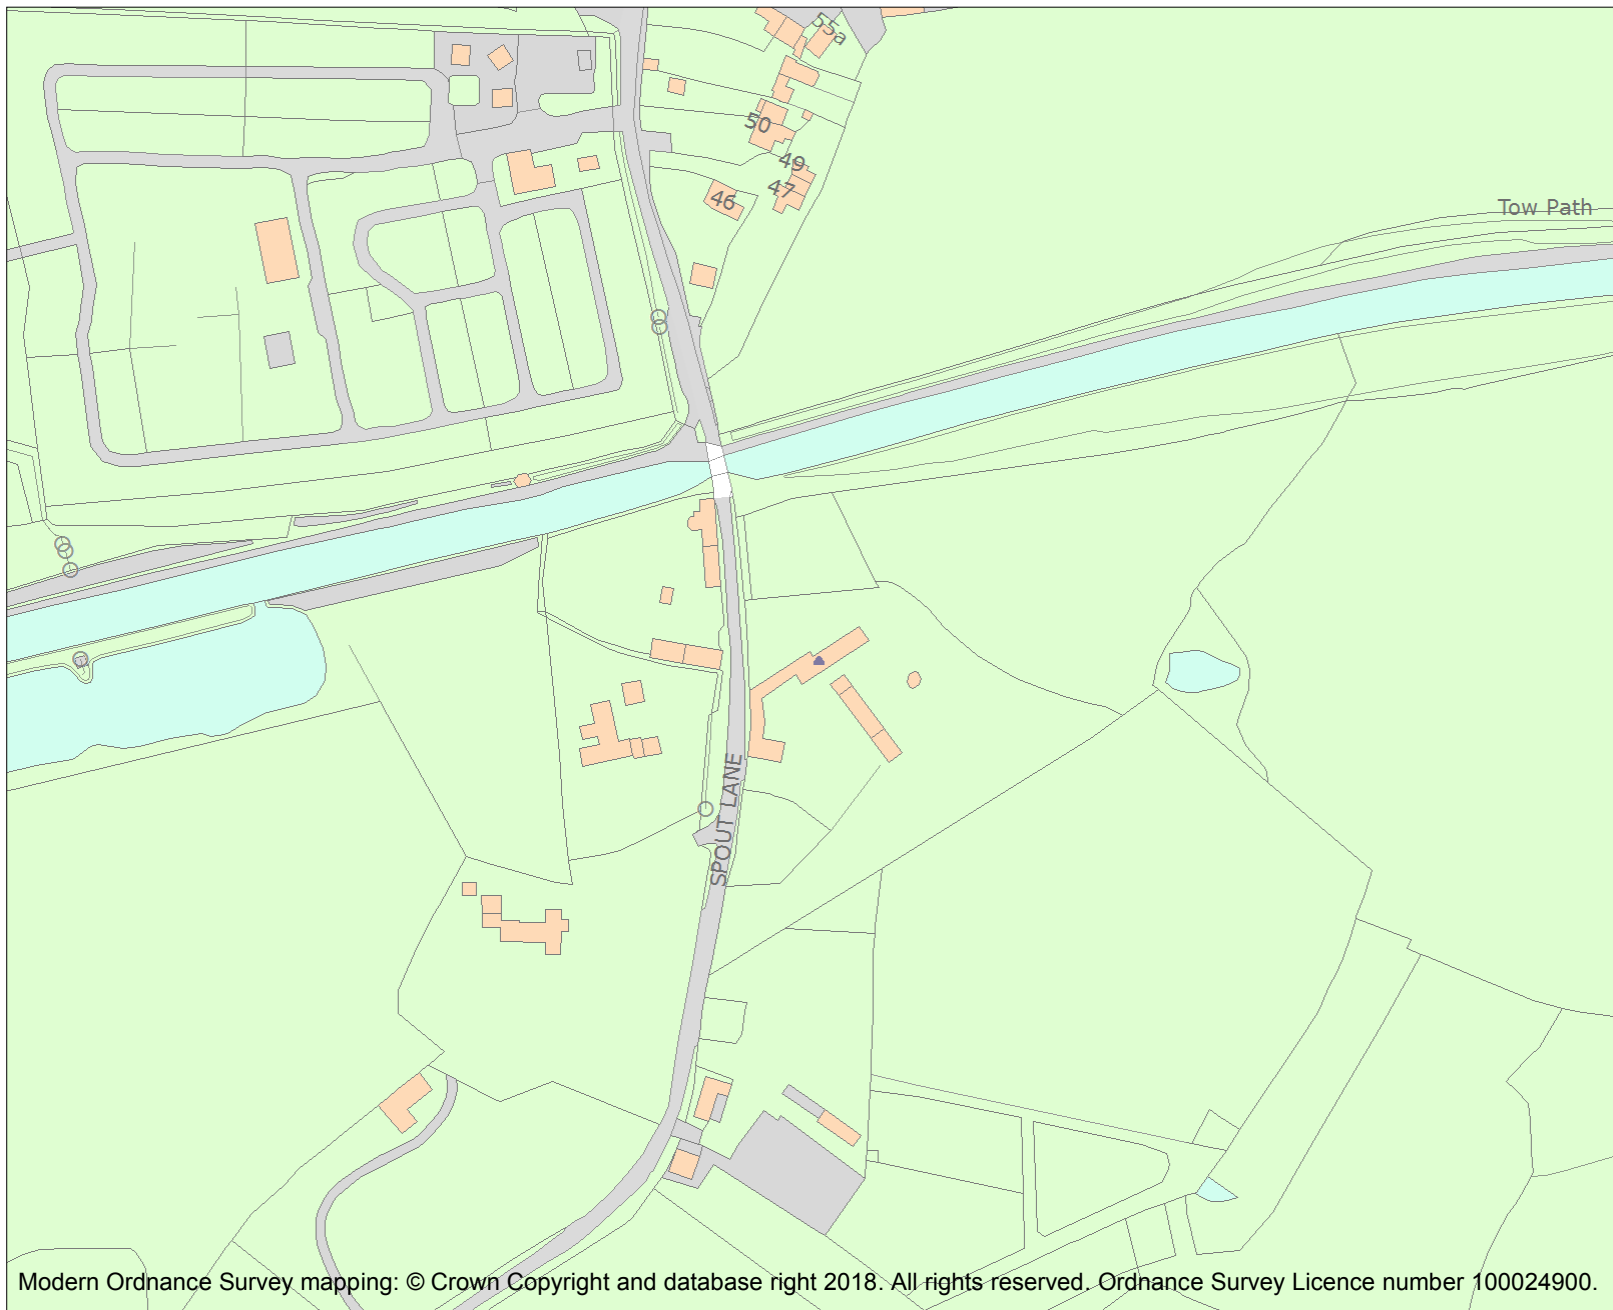 55a
50
49
47
46
Tow Path
SPOUT LANE
Modern Ordnance Survey mapping: © Crown Copyright and database right 2018. All rights reserved. Ordnance Survey Licence number 100024900.